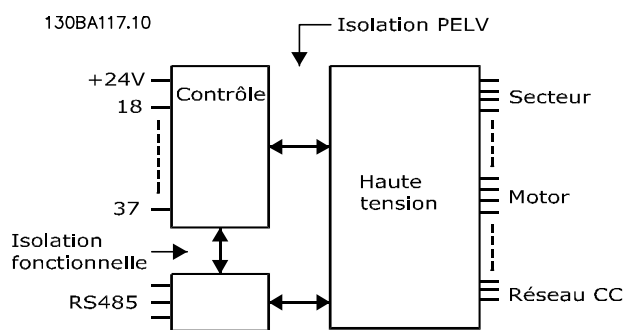 130BA117.10
Isolation PELV
+24V
Contrôle
18
37
Haute
tension
Secteur
Motor
Isolation
fonctionnelle
RS485
Réseau CC